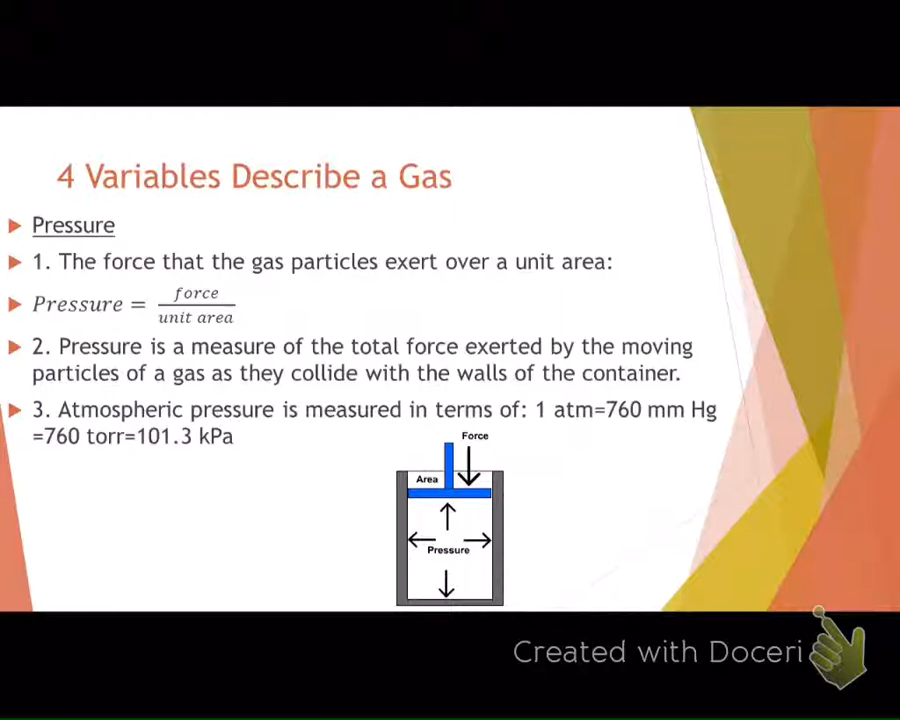 4 Variables Describe a Gas
Pressure
1. The force that the gas particles exert over a unit area:
Pressure = force / unit area
2. Pressure is a measure of the total force exerted by the moving
particles of a gas as they collide with the walls of the container.
3. Atmospheric pressure is measured in terms of: 1 atm=760 mm Hg
=760 torr=101.3 kPa
Force
Area
Pressure
Created with Doceri